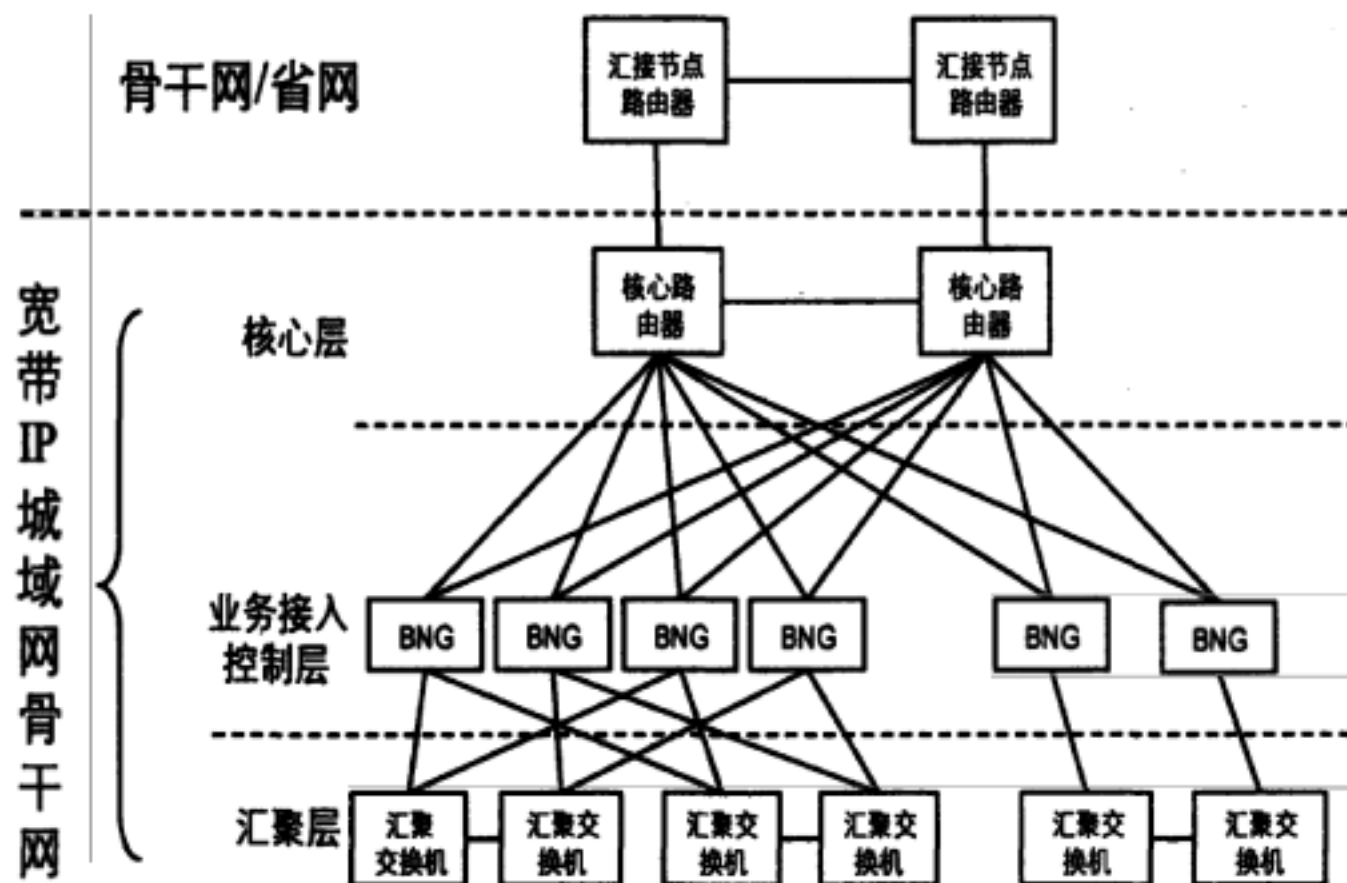 骨干网/省网
汇接节点
路由器
汇接节点
路由器
宽带IP城域网骨干网
核心层
核心路
由器
核心路
由器
业务接入
控制层
BNG
BNG
BNG
BNG
BNG
BNG
汇聚层
汇聚
交换机
汇聚交
换机
汇聚交
换机
汇聚交
换机
汇聚交
换机
汇聚交
换机